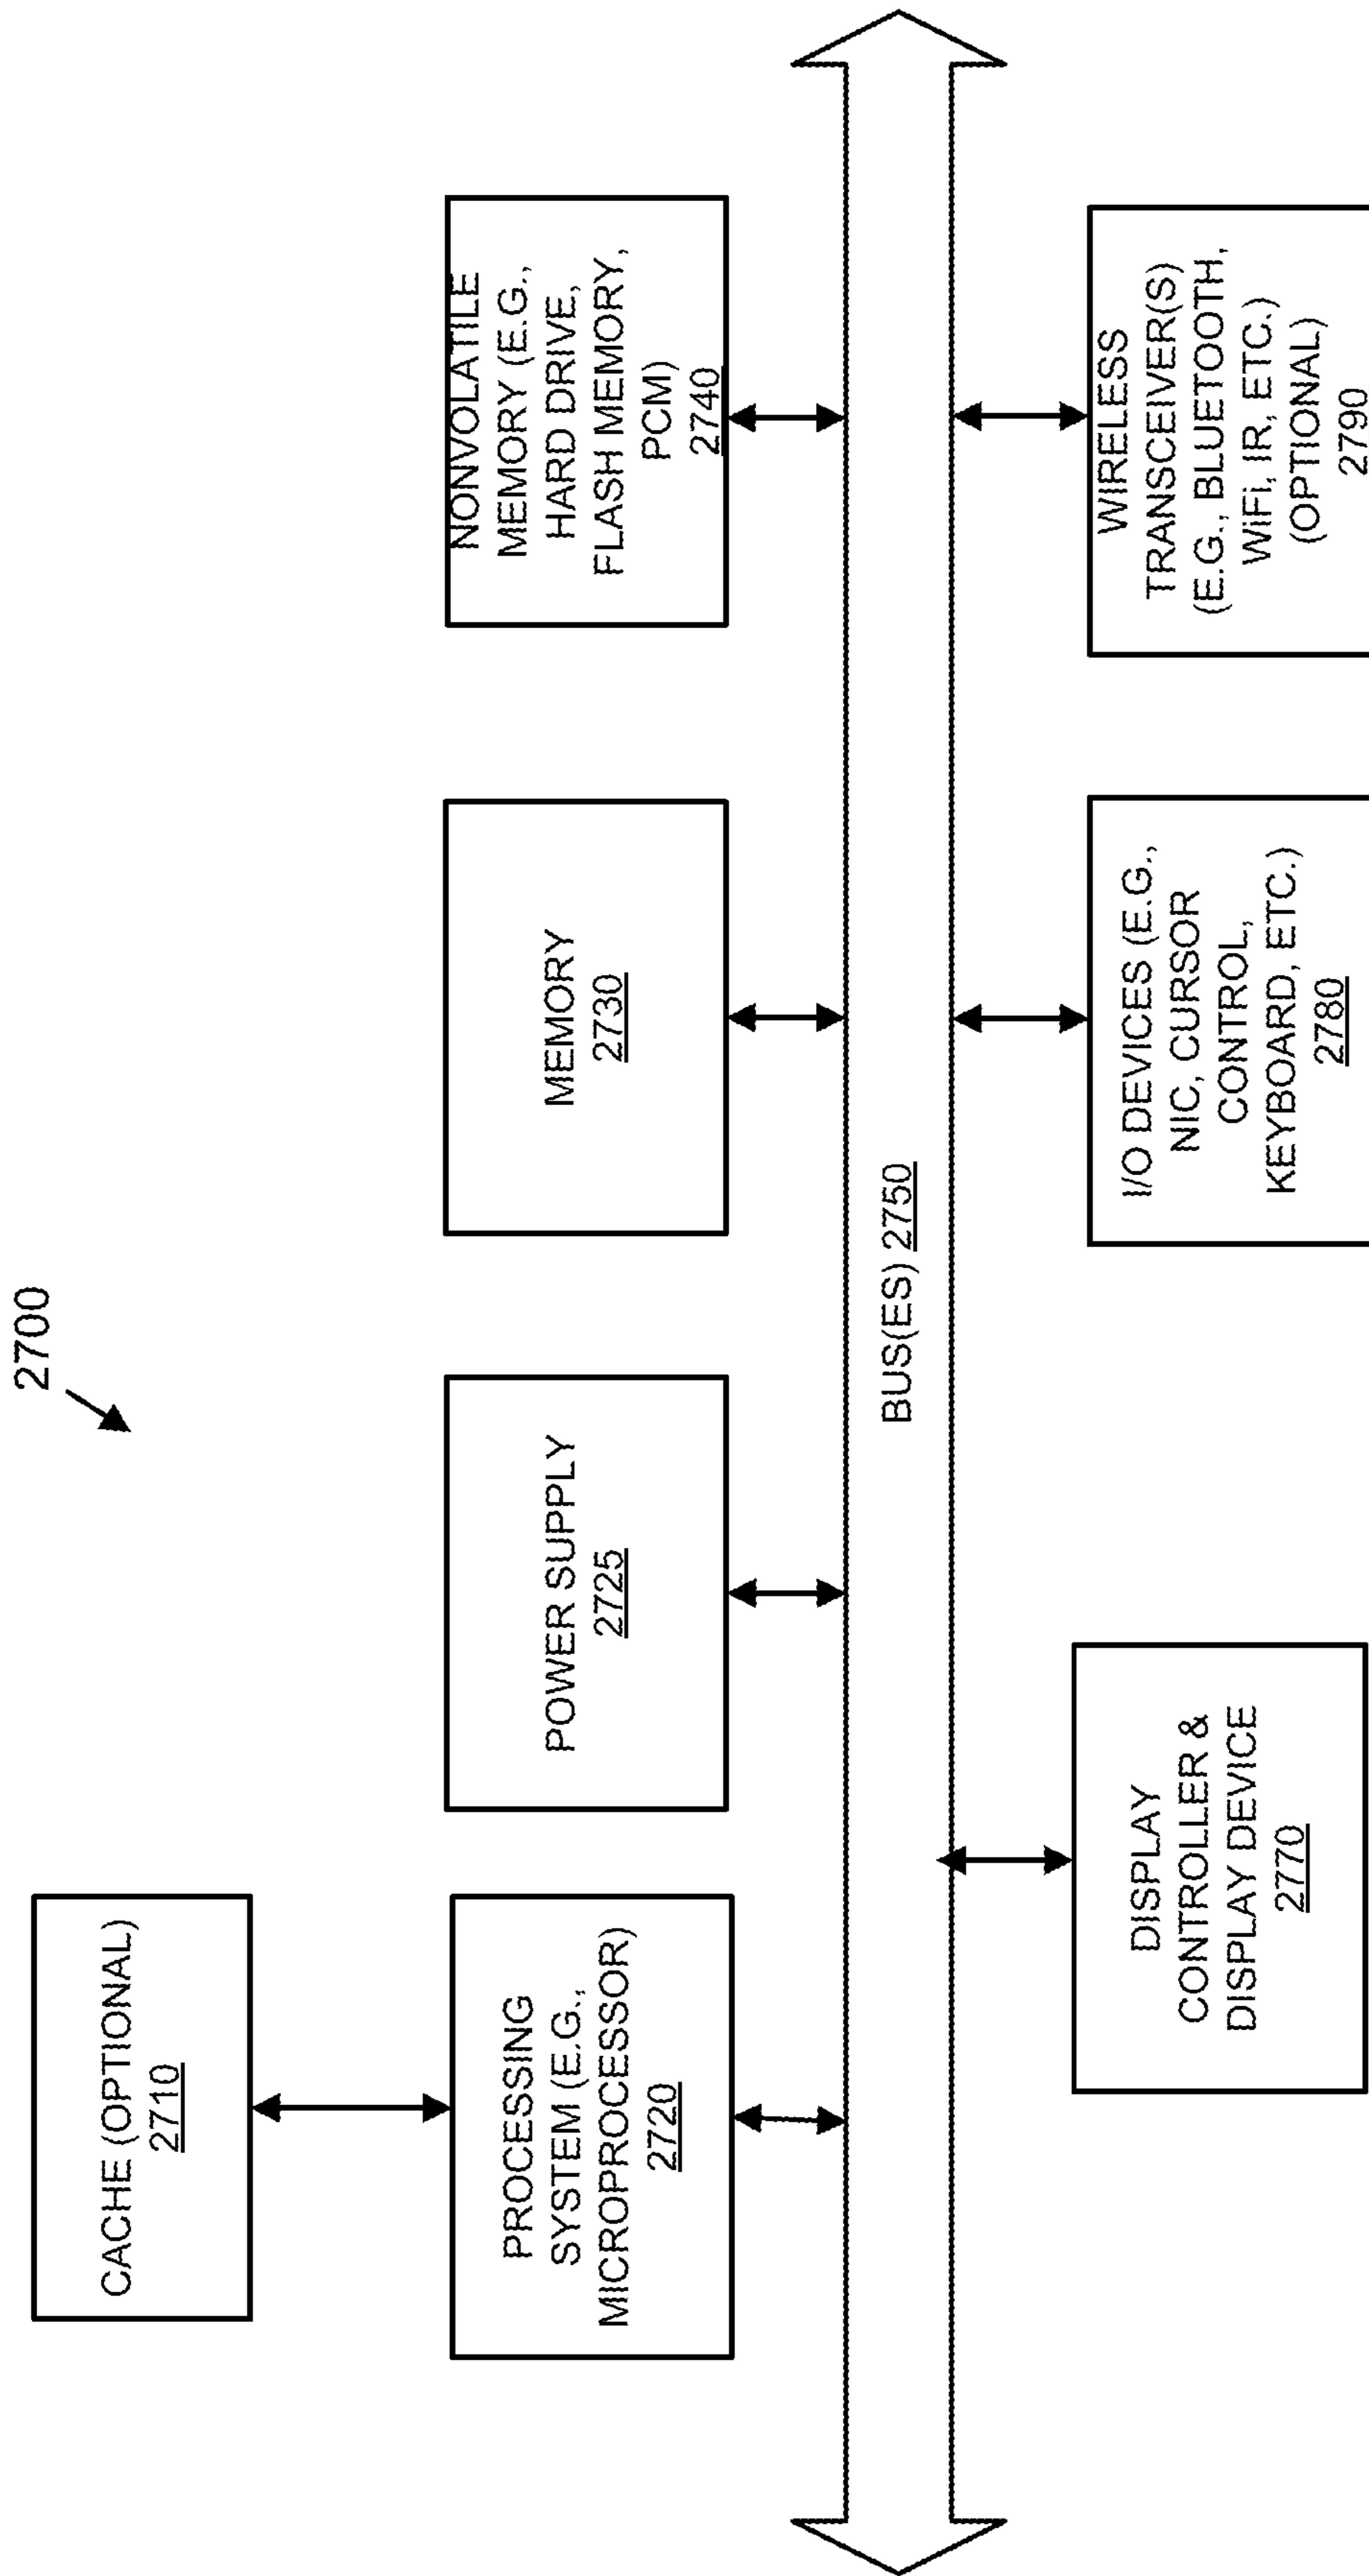 2700
CACHE (OPTIONAL)
2710
PROCESSING
SYSTEM (E.G.,
MICROPROCESSOR)
2720
POWER SUPPLY
2725
MEMORY
2730
NONVOLATILE
MEMORY (E.G.,
HARD DRIVE,
FLASH MEMORY,
PCM)
2740
BUS(ES) 2750
DISPLAY
CONTROLLER &
DISPLAY DEVICE
2770
I/O DEVICES (E.G.,
NIC, CURSOR
CONTROL,
KEYBOARD, ETC.)
2780
WIRELESS
TRANSCEIVER(S)
(E.G., BLUETOOTH,
WiFi, IR, ETC.)
(OPTIONAL)
2790